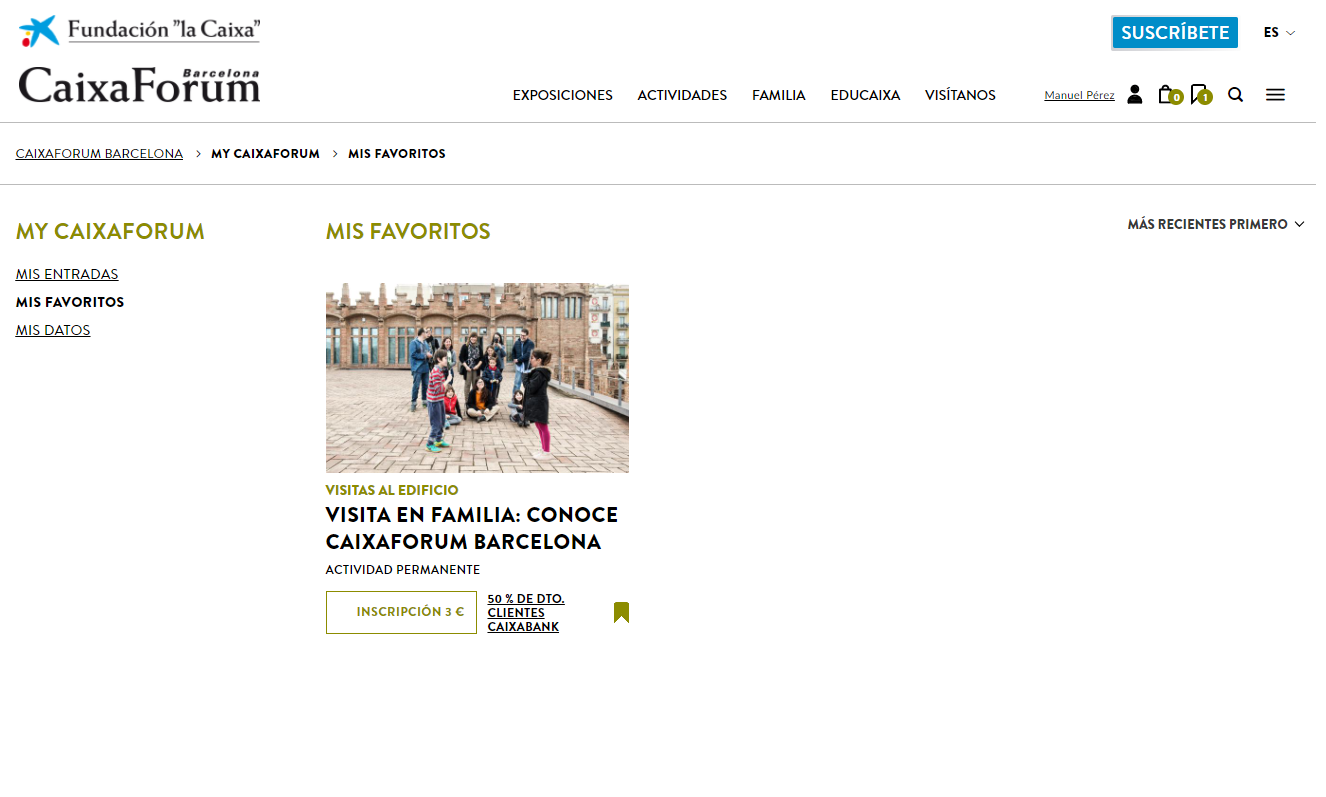 Fundación "la Caixa"
SUSCRÍBETE
ES
CaixaForum
Barcelona
EXPOSICIONES
ACTIVIDADES
FAMILIA
EDUCAIXA
VISÍTANOS
Manuel Pérez
0
1
CAIXAFORUM BARCELONA > MY CAIXAFORUM > MIS FAVORITOS
MY CAIXAFORUM
MIS ENTRADAS
MIS FAVORITOS
MIS DATOS
MIS FAVORITOS
MÁS RECIENTES PRIMERO
VISITAS AL EDIFICIO
VISITA EN FAMILIA: CONOCE
CAIXAFORUM BARCELONA
ACTIVIDAD PERMANENTE
INSCRIPCIÓN 3 €
50 % DE DTO.
CLIENTES
CAIXABANK